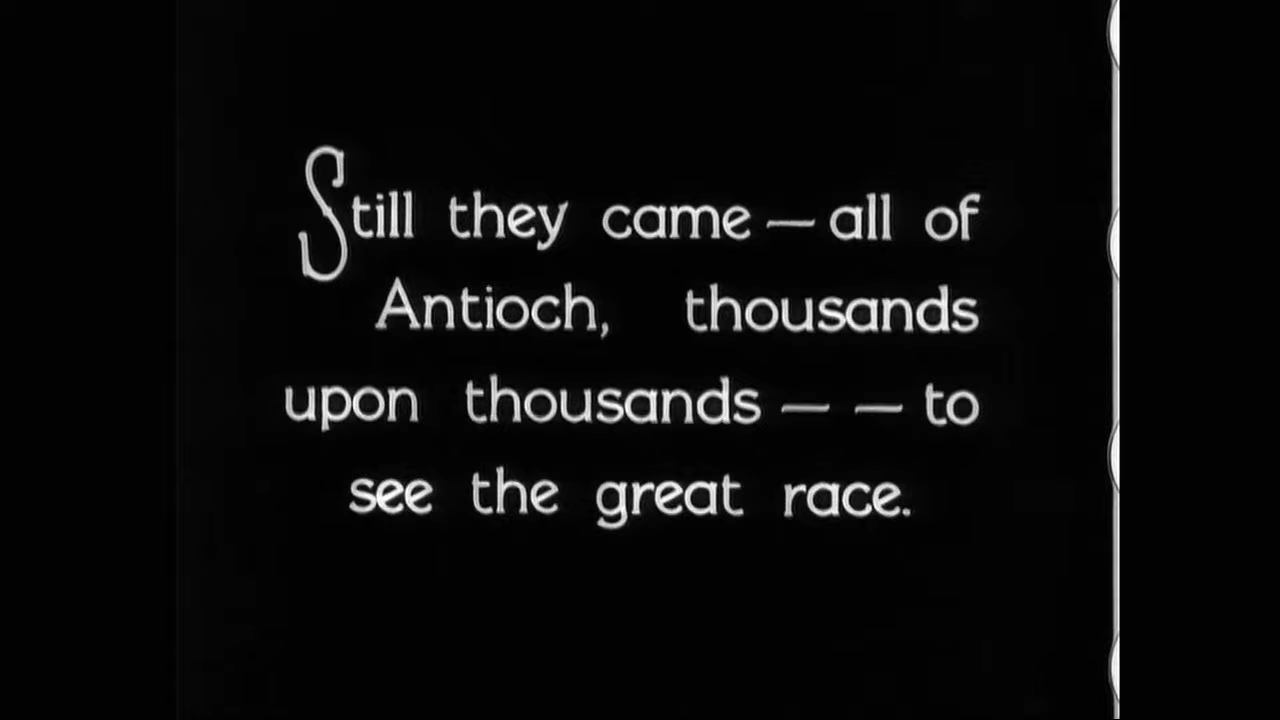 Still they came — all of
Antioch, thousands
upon thousands — — to
see the great race.